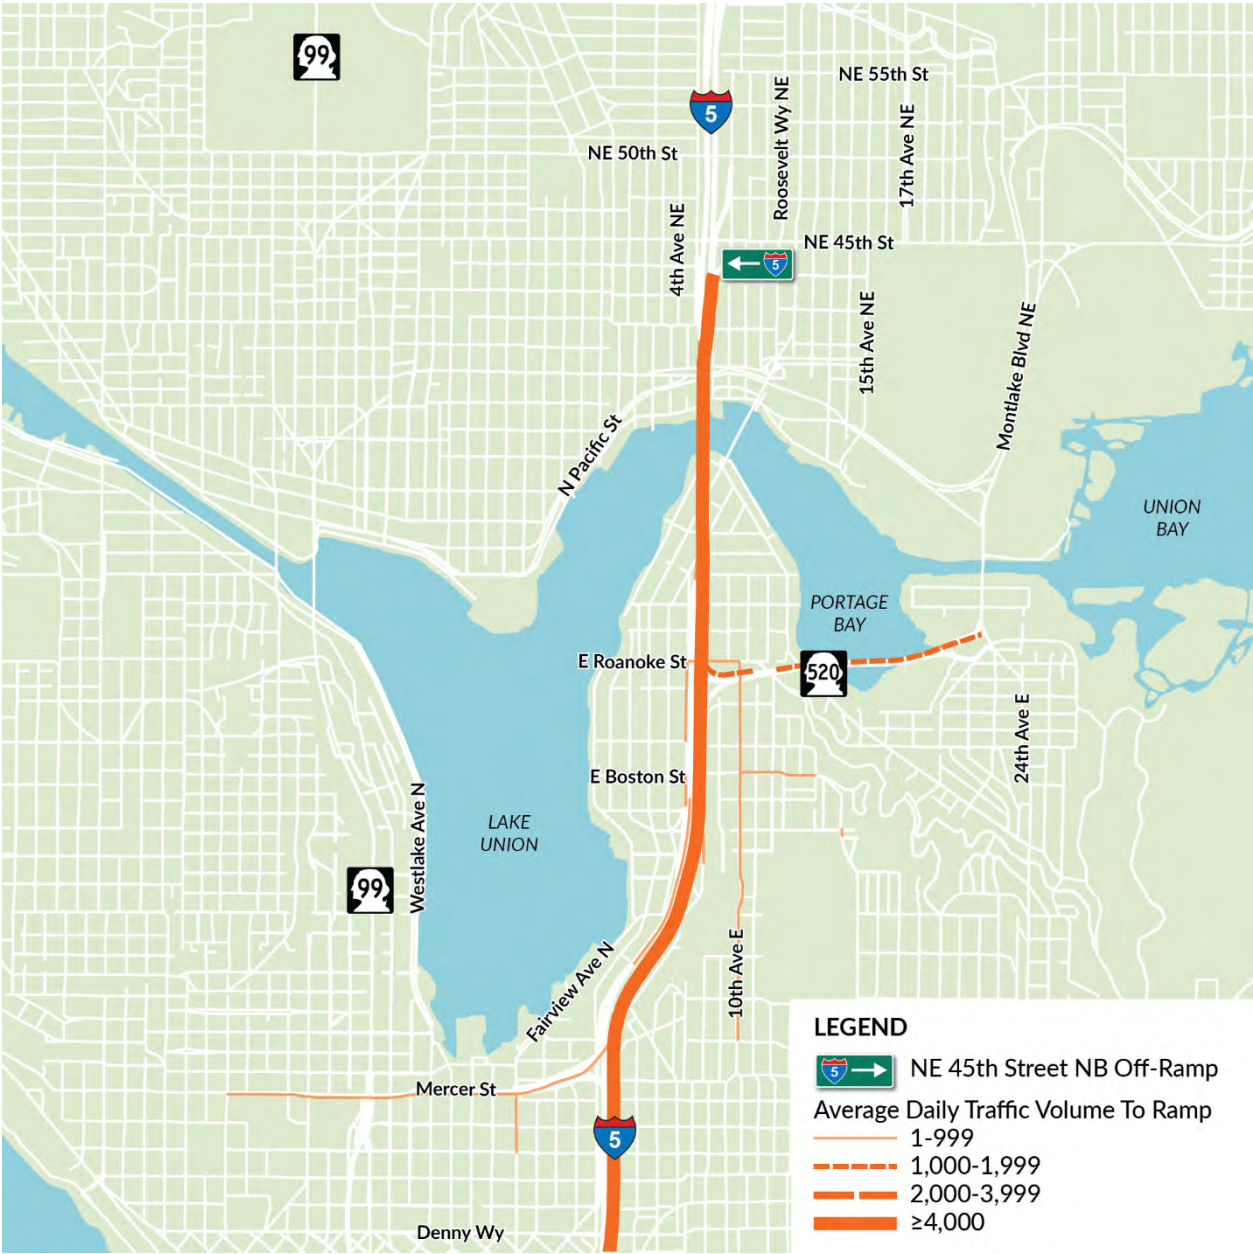 99
NE 55th St
5
Roosevelt Wy NE
17th Ave NE
NE 50th St
4th Ave NE
NE 45th St
5
15th Ave NE
Montlake Blvd NE
N Pacific St
UNION
BAY
PORTAGE
BAY
E Roanoke St
520
24th Ave E
E Boston St
Westlake Ave N
LAKE
UNION
99
10th Ave E
Fairview Ave N
Mercer St
5
Denny Wy
LEGEND
5 NE 45th Street NB Off-Ramp
Average Daily Traffic Volume To Ramp
1-999
1,000-1,999
2,000-3,999
≥4,000